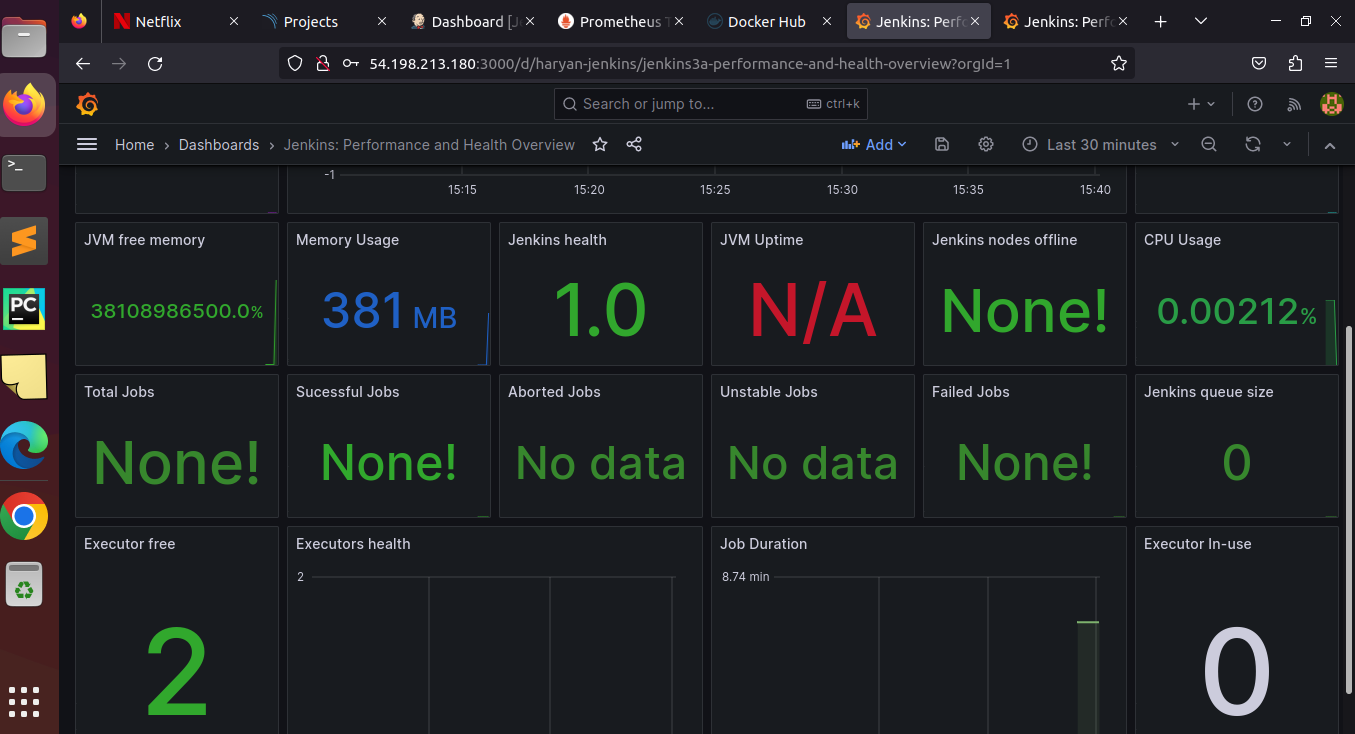 Netflix
Projects
Dashboard [Je
Prometheus T
Docker Hub
Jenkins: Perfo
Jenkins: Perfo
54.198.213.180:3000/d/haryan-jenkins/jenkins3a-performance-and-health-overview?orgId=1
Search or jump to...
ctrl+k
Home › Dashboards › Jenkins: Performance and Health Overview
Add
Last 30 minutes
-1
15:15 15:20 15:25 15:30 15:35 15:40
JVM free memory
38108986500.0%
Memory Usage
381 MB
Jenkins health
1.0
JVM Uptime
N/A
Jenkins nodes offline
None!
CPU Usage
0.00212%
Total Jobs
None!
Sucessful Jobs
None!
Aborted Jobs
No data
Unstable Jobs
No data
Failed Jobs
None!
Jenkins queue size
0
Executor free
2
Executors health
2
Job Duration
8.74 min
Executor In-use
0
>_
PC